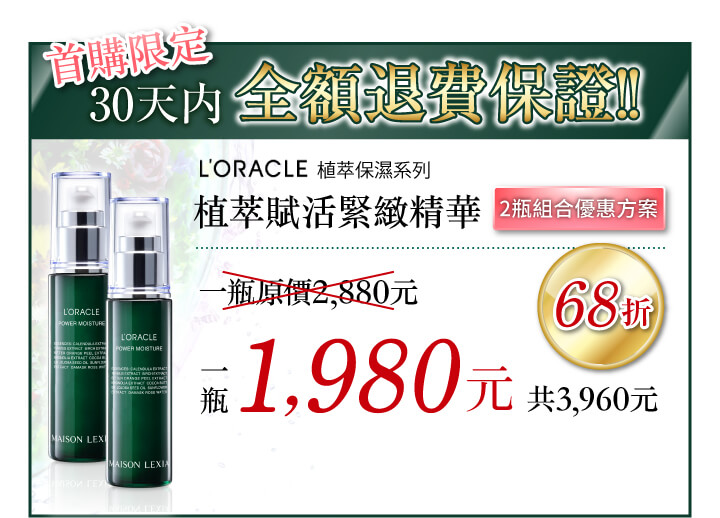 首購限定
30天內 全額退費保證!!
L'ORACLE 植萃保濕系列
植萃賦活緊緻精華 2瓶組合優惠方案
一瓶原價2,880元
68折
一瓶 1,980元 共3,960元
L'ORACLE
POWER MOISTURE
MAISON LEXIA
L'ORACLE
POWER MOISTURE
MAISON LEXIA